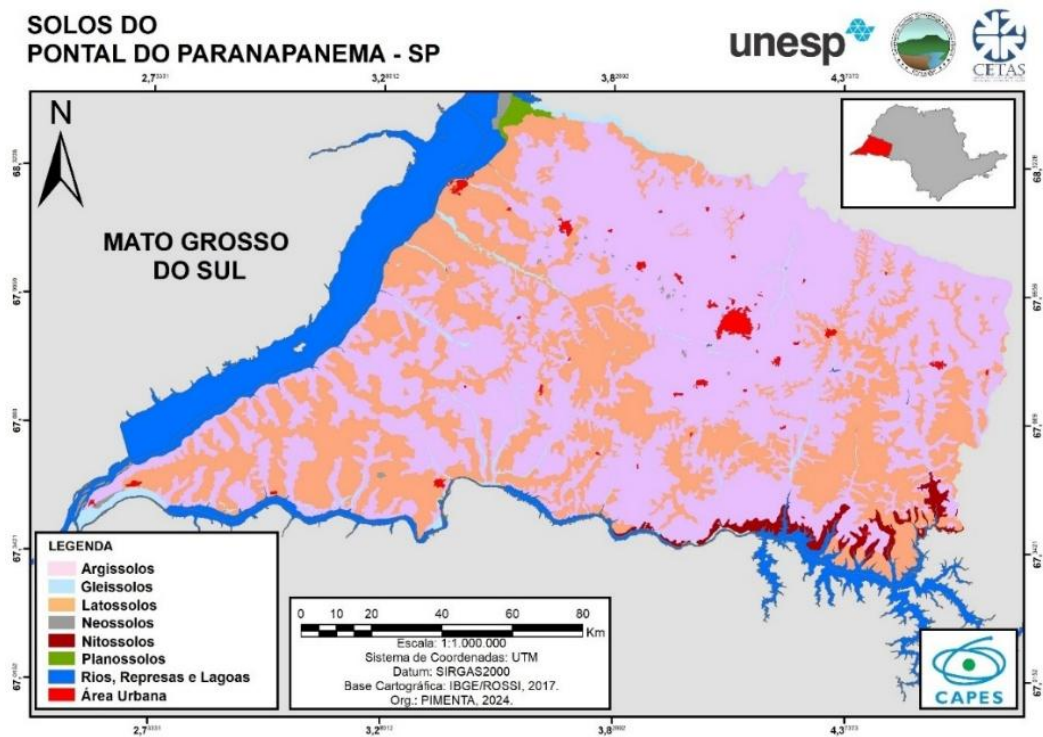 SOLOS DO
PONTAL DO PARANAPANEMA - SP
unesp
CETAS
N
MATO GROSSO
DO SUL
LEGENDA
Argissolos
Gleissolos
Latossolos
Neossolos
Nitossolos
Planossolos
Rios, Represas e Lagoas
Área Urbana
0 10 20 40 60 80
Km
Escala: 1:1.000.000
Sistema de Coordenadas: UTM
Datum: SIRGAS2000
Base Cartográfica: IBGE/ROSSI, 2017.
Org.: PIMENTA, 2024.
CAPES